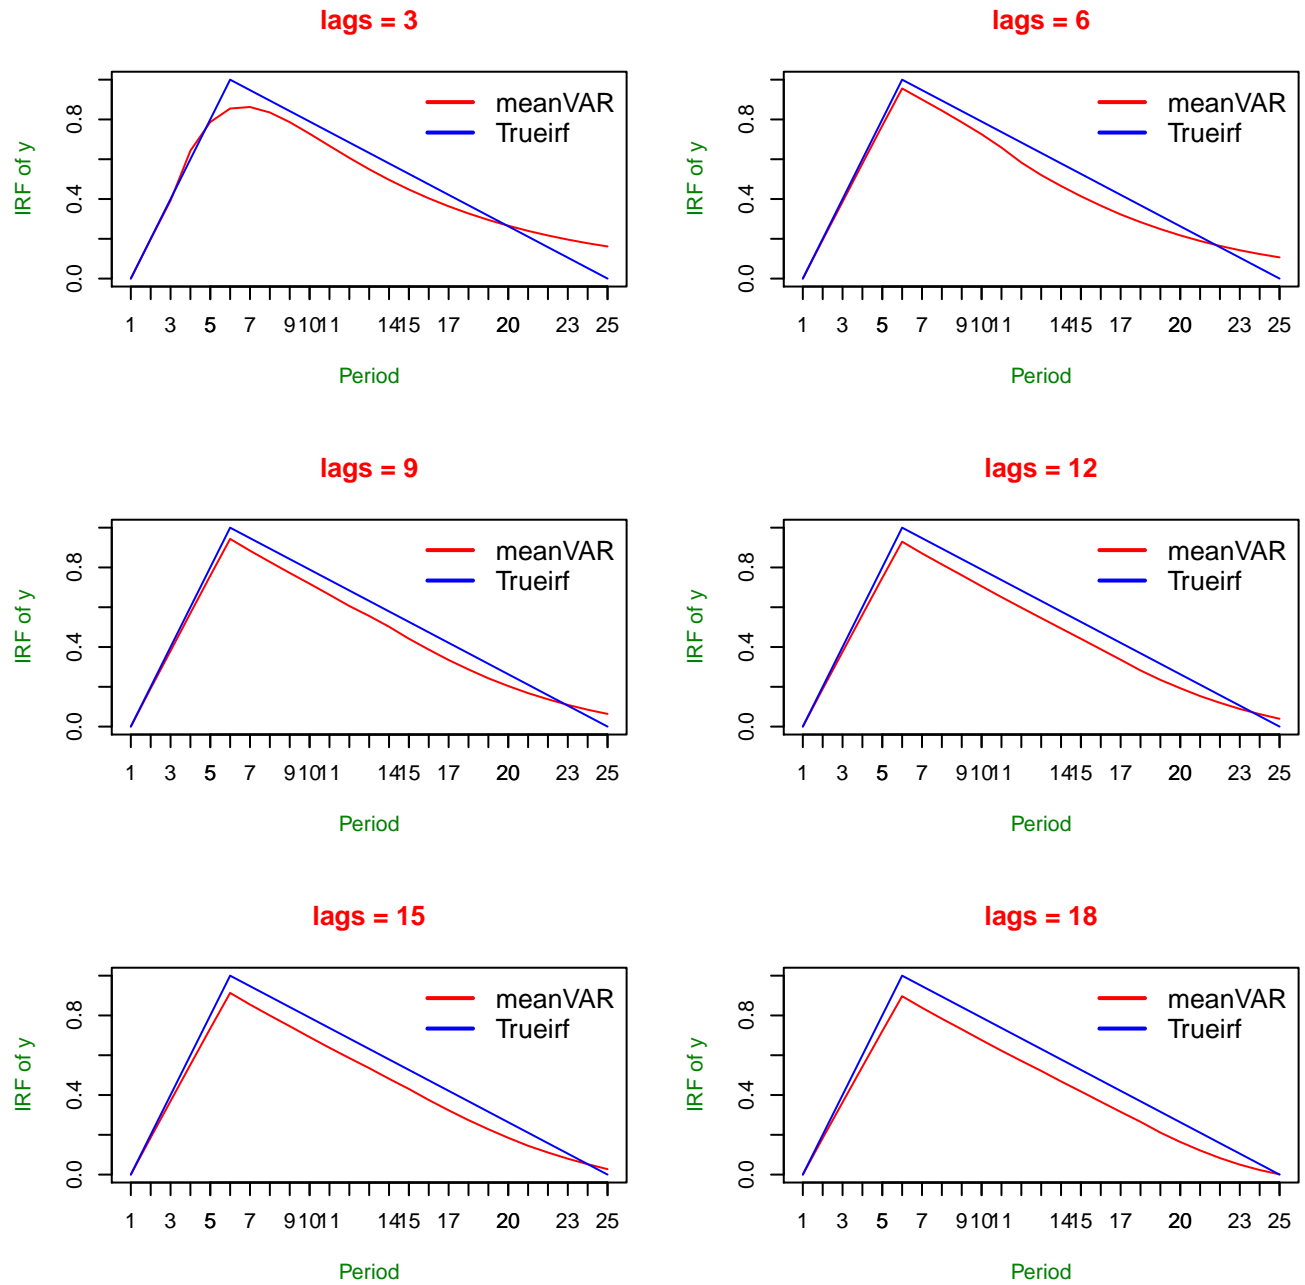 lags = 3
meanVAR
Trueirf
IRF of y
0.0 0.4 0.8
1 3 5 7 9 10 11 14 15 17 20 23 25
Period
lags = 6
meanVAR
Trueirf
IRF of y
0.0 0.4 0.8
1 3 5 7 9 10 11 14 15 17 20 23 25
Period
lags = 9
meanVAR
Trueirf
IRF of y
0.0 0.4 0.8
1 3 5 7 9 10 11 14 15 17 20 23 25
Period
lags = 12
meanVAR
Trueirf
IRF of y
0.0 0.4 0.8
1 3 5 7 9 10 11 14 15 17 20 23 25
Period
lags = 15
meanVAR
Trueirf
IRF of y
0.0 0.4 0.8
1 3 5 7 9 10 11 14 15 17 20 23 25
Period
lags = 18
meanVAR
Trueirf
IRF of y
0.0 0.4 0.8
1 3 5 7 9 10 11 14 15 17 20 23 25
Period